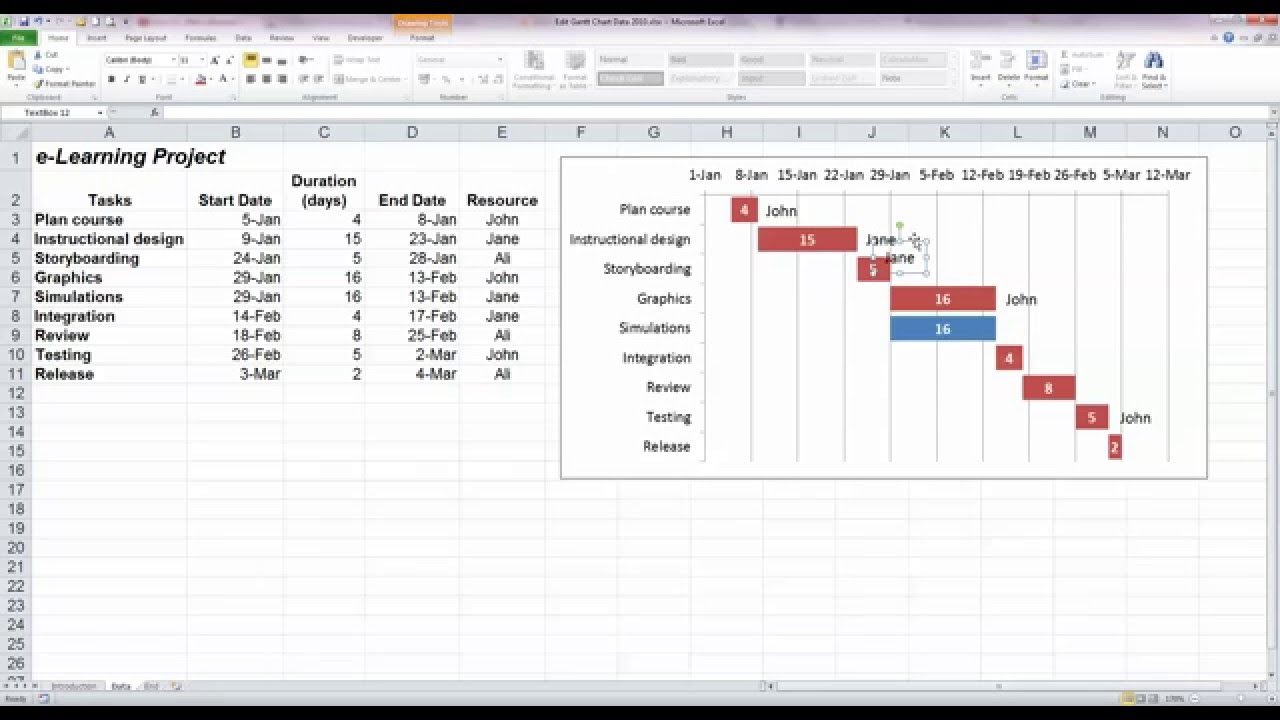 Edit Gantt Chart Data 2010.xlsx - Microsoft Excel
Drawing Tools
File Home Insert Page Layout Formulas Data Review View Developer Format
Cut
Copy
Format Painter
Paste
Clipboard
Calibri (Body) 11
Font
Wrap Text
Merge & Center
Alignment
General
Number
Conditional Formatting
Format as Table
Normal Bad Good Neutral Calculation
Check Cell Explanatory Note
Styles
Insert Delete Format
Cells
AutoSum
Fill
Clear
Sort & Filter
Find & Select
Editing
TextBox 12 fx
A B C D E F G H I J K L M N O
1 e-Learning Project
2 Tasks Start Date Duration (days) End Date Resource
3 Plan course 5-Jan 4 8-Jan John
4 Instructional design 9-Jan 15 23-Jan Jane
5 Storyboarding 24-Jan 5 28-Jan Ali
6 Graphics 29-Jan 16 13-Feb John
7 Simulations 29-Jan 16 13-Feb Jane
8 Integration 14-Feb 4 17-Feb Jane
9 Review 18-Feb 8 25-Feb Ali
10 Testing 26-Feb 5 2-Mar John
11 Release 3-Mar 2 4-Mar Ali
12
13
14
15
16
17
18
19
20
21
22
23
24
25
26
27
1-Jan 8-Jan 15-Jan 22-Jan 29-Jan 5-Feb 12-Feb 19-Feb 26-Feb 5-Mar 12-Mar
Plan course 4 John
Instructional design 15 Jane
Jane
Storyboarding 5
Graphics 16 John
Simulations 16
Integration 4
Review 8
Testing 5 John
Release 2
Introduction Data End
Ready 170%